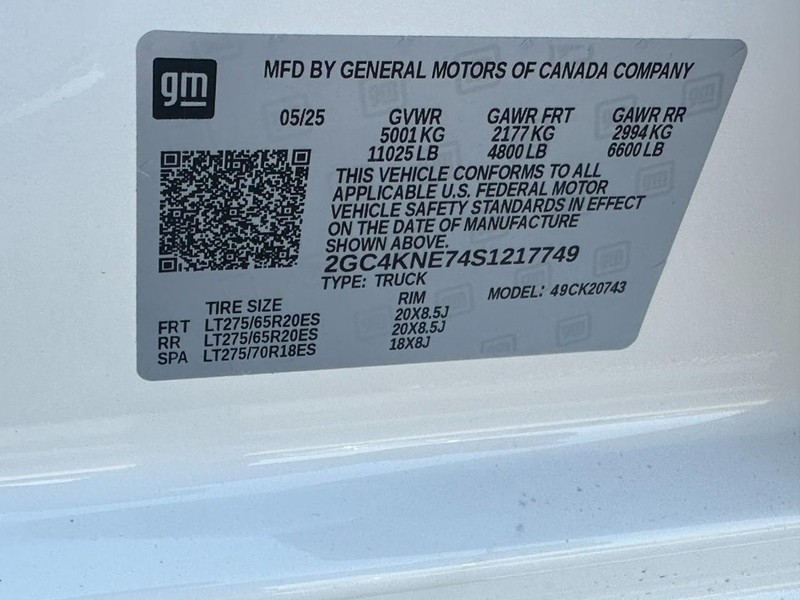 gm
MFD BY GENERAL MOTORS OF CANADA COMPANY
05/25 GVWR GAWR FRT GAWR RR
5001 KG 2177 KG 2994 KG
11025 LB 4800 LB 6600 LB
THIS VEHICLE CONFORMS TO ALL
APPLICABLE U.S. FEDERAL MOTOR
VEHICLE SAFETY STANDARDS IN EFFECT
ON THE DATE OF MANUFACTURE
SHOWN ABOVE.
2GC4KNE74S1217749
TYPE: TRUCK MODEL: 49CK20743
TIRE SIZE RIM
FRT LT275/65R20ES 20X8.5J
RR LT275/65R20ES 20X8.5J
SPA LT275/70R18ES 18X8J